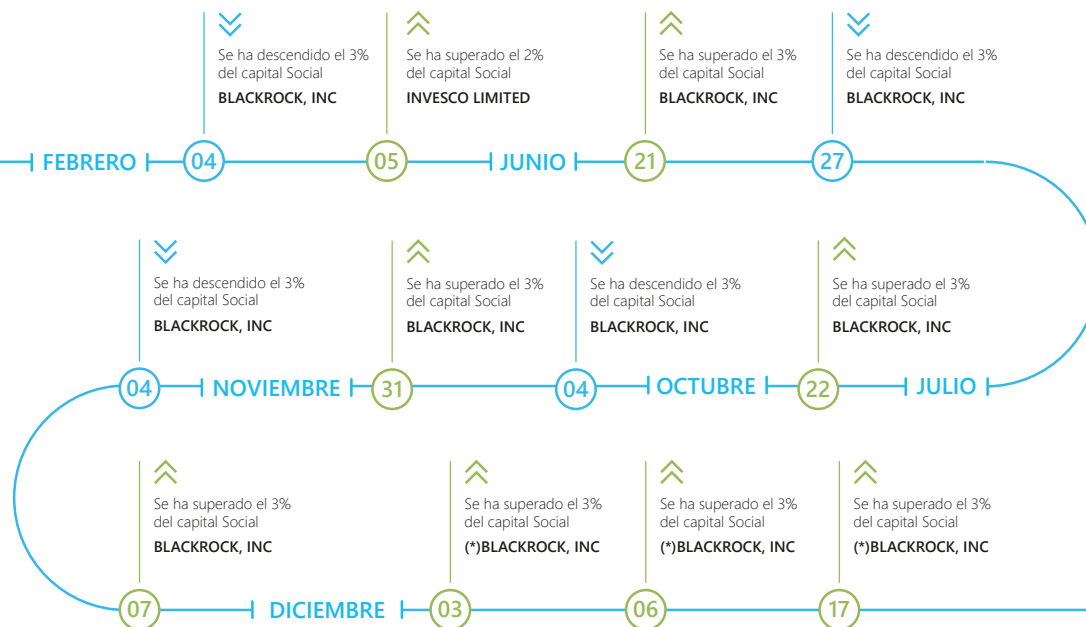 Se ha descendido el 3%
del capital Social
BLACKROCK, INC
Se ha superado el 2%
del capital Social
INVESCO LIMITED
Se ha superado el 3%
del capital Social
BLACKROCK, INC
Se ha descendido el 3%
del capital Social
BLACKROCK, INC
FEBRERO 04 05 JUNIO 21 27
Se ha descendido el 3%
del capital Social
BLACKROCK, INC
Se ha superado el 3%
del capital Social
BLACKROCK, INC
Se ha descendido el 3%
del capital Social
BLACKROCK, INC
Se ha superado el 3%
del capital Social
BLACKROCK, INC
04 NOVIEMBRE 31 04 OCTUBRE 22 JULIO
Se ha superado el 3%
del capital Social
BLACKROCK, INC
Se ha superado el 3%
del capital Social
(*)BLACKROCK, INC
Se ha superado el 3%
del capital Social
(*)BLACKROCK, INC
Se ha superado el 3%
del capital Social
(*)BLACKROCK, INC
07 DICIEMBRE 03 06 17